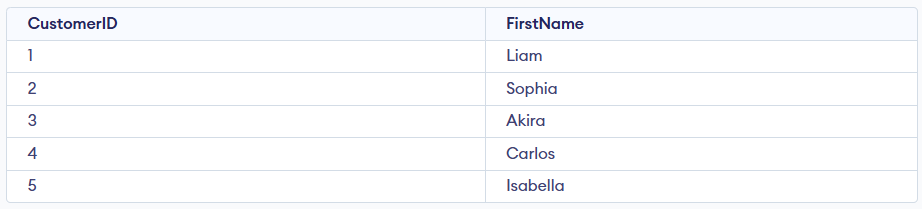 CustomerID FirstName
1 Liam
2 Sophia
3 Akira
4 Carlos
5 Isabella